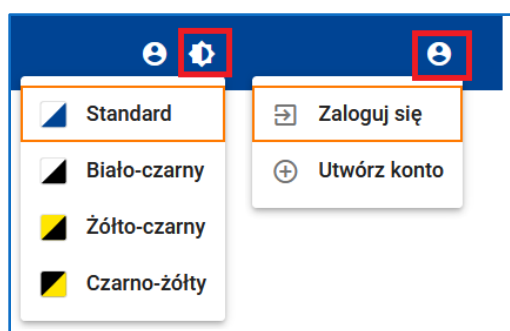 Standard
Biało-czarny
Żółto-czarny
Czarno-żółty
Zaloguj się
Utwórz konto